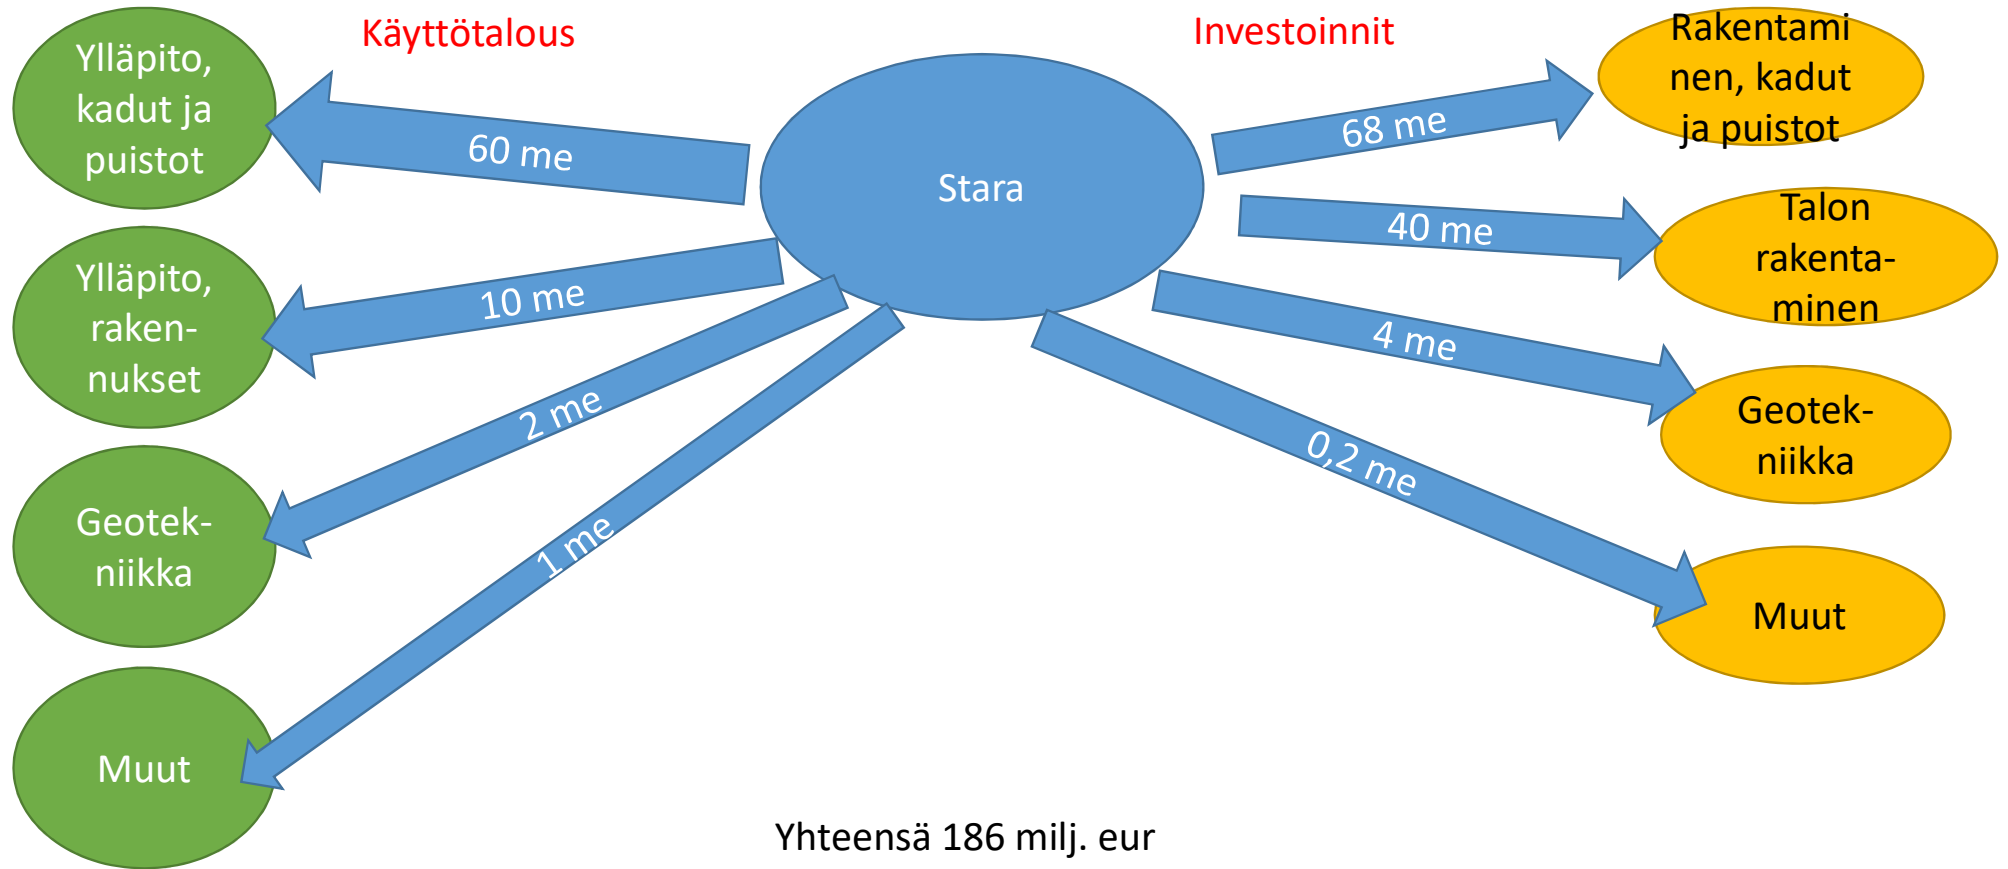 Käyttötalous
Investoinnit
Ylläpito,
kadut ja
puistot
60 me
Stara
68 me
Rakentami
nen, kadut
ja puistot
Ylläpito,
raken-
nukset
10 me
40 me
Talon
rakenta-
minen
Geotek-
niikka
2 me
4 me
Geotek-
niikka
Muut
1 me
0,2 me
Muut
Yhteensä 186 milj. eur